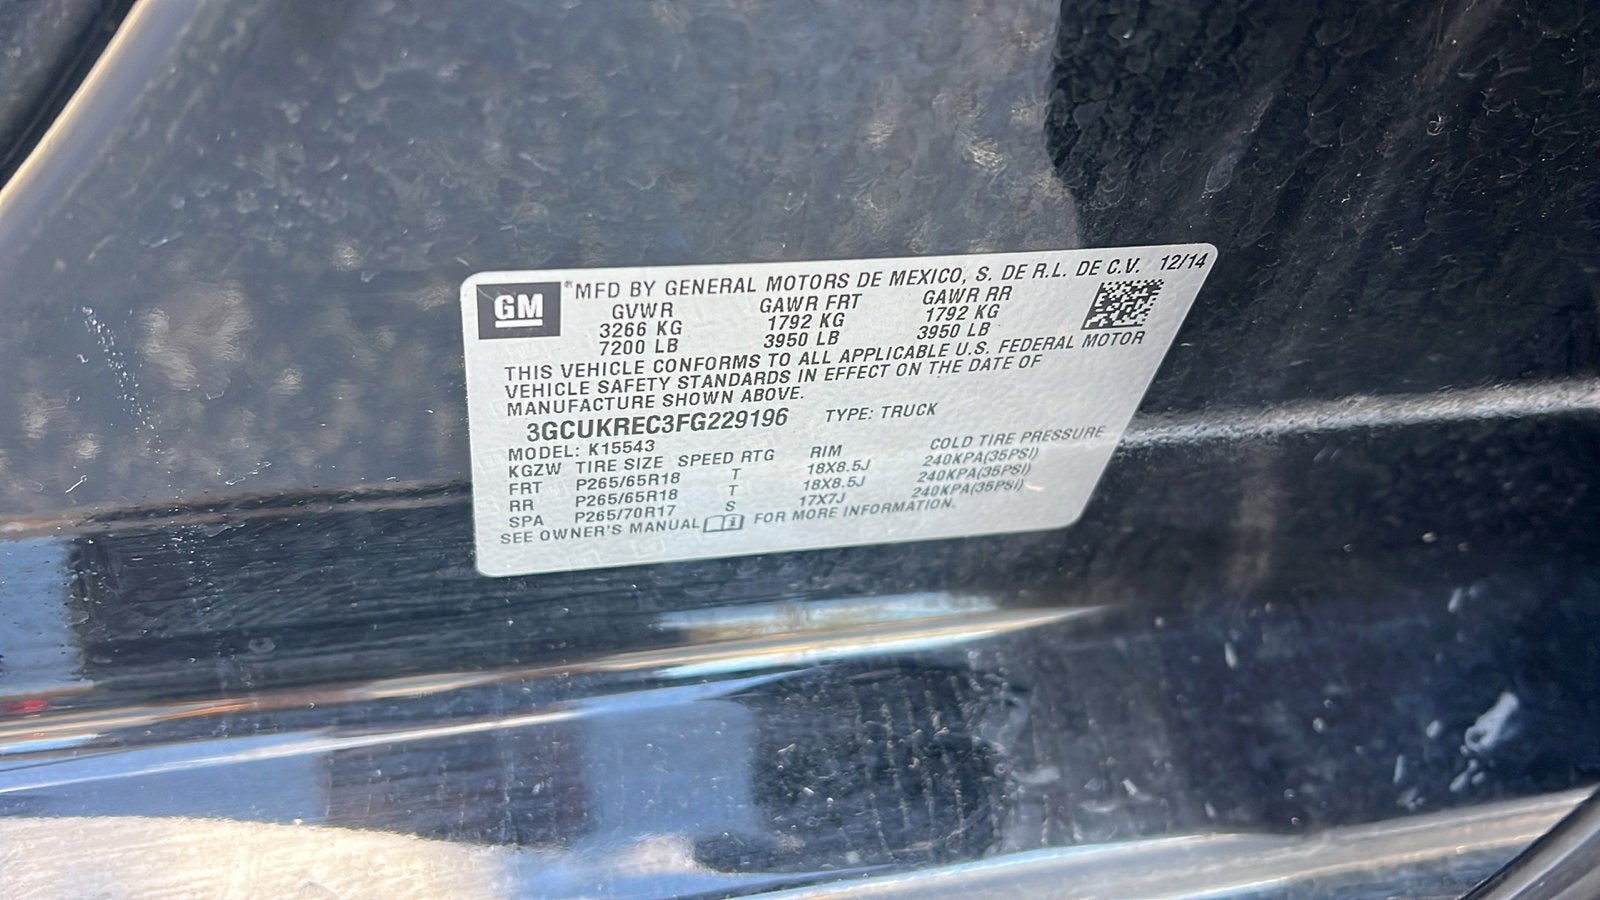 GM
MFD BY GENERAL MOTORS DE MEXICO, S. DE R.L. DE C.V. 12/14
GVWR GAWR FRT GAWR RR
3266 KG 1792 KG 1792 KG
7200 LB 3950 LB 3950 LB
THIS VEHICLE CONFORMS TO ALL APPLICABLE U.S. FEDERAL MOTOR
VEHICLE SAFETY STANDARDS IN EFFECT ON THE DATE OF
MANUFACTURE SHOWN ABOVE.
3GCUKREC3FG229196 TYPE: TRUCK
MODEL: K15543
KGZW TIRE SIZE SPEED RTG RIM COLD TIRE PRESSURE
FRT P265/65R18 T 18X8.5J 240KPA(35PSI)
RR P265/65R18 T 18X8.5J 240KPA(35PSI)
SPA P265/70R17 S 17X7J 240KPA(35PSI)
SEE OWNER'S MANUAL FOR MORE INFORMATION.